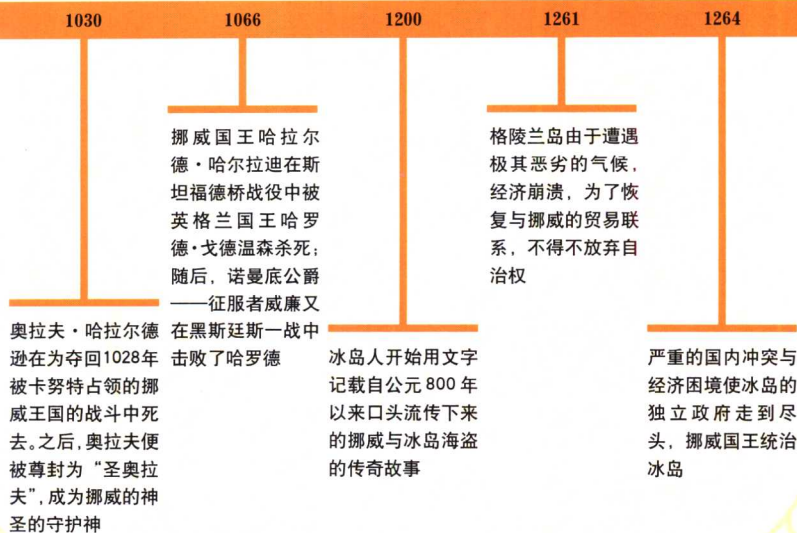 1030
1066
1200
1261
1264
奥拉夫·哈拉尔德
逊在为夺回1028年
被卡努特占领的挪
威王国的战斗中死
去。之后，奥拉夫便
被尊封为“圣奥拉
夫”，成为挪威的神
圣的守护神
挪威国王哈拉尔
德·哈尔拉迪在斯
坦福德桥战役中被
英格兰国王哈罗
德·戈德温森杀死；
随后，诺曼底公爵
——征服者威廉又
在黑斯廷斯一战中
击败了哈罗德
冰岛人开始用文字
记载自公元 800 年
以来口头流传下来
的挪威与冰岛海盗
的传奇故事
格陵兰岛由于遭遇
极其恶劣的气候，
经济崩溃，为了恢
复与挪威的贸易联
系，不得不放弃自
治权
严重的国内冲突与
经济困境使冰岛的
独立政府走到尽
头，挪威国王统治
冰岛